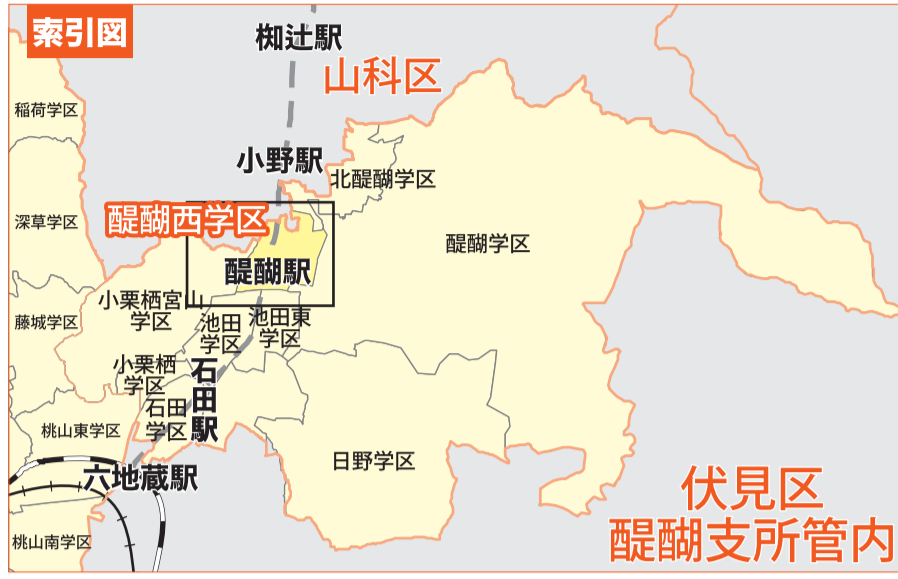 索引図
椥辻駅
山科区
稲荷学区
小野駅
北醍醐学区
深草学区
醍醐西学区
醍醐学区
醍醐駅
小栗栖宮山
学区
藤城学区
池田
学区
池田東
学区
小栗栖
学区
石田駅
石田
学区
桃山東学区
日野学区
六地蔵駅
伏見区
醍醐支所管内
桃山南学区